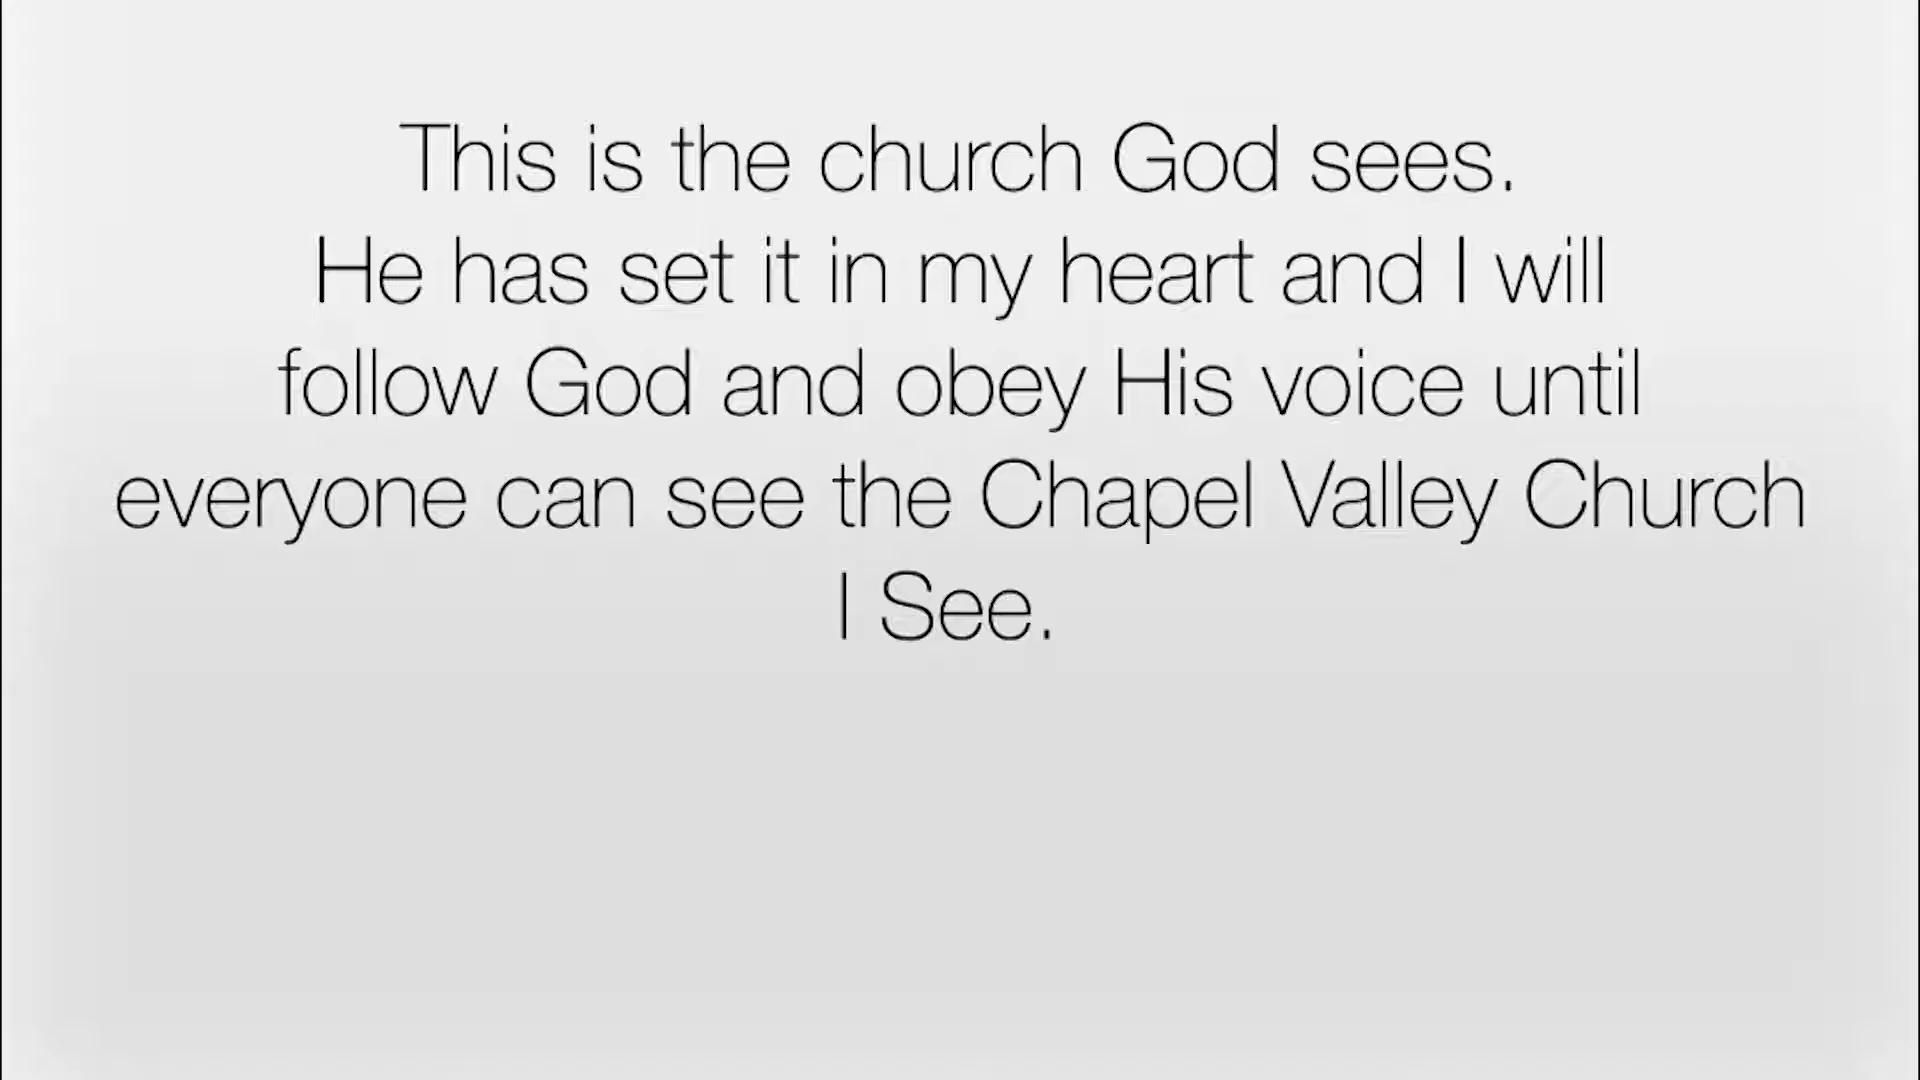 This is the church God sees.
He has set it in my heart and I will
follow God and obey His voice until
everyone can see the Chapel Valley Church
I See.